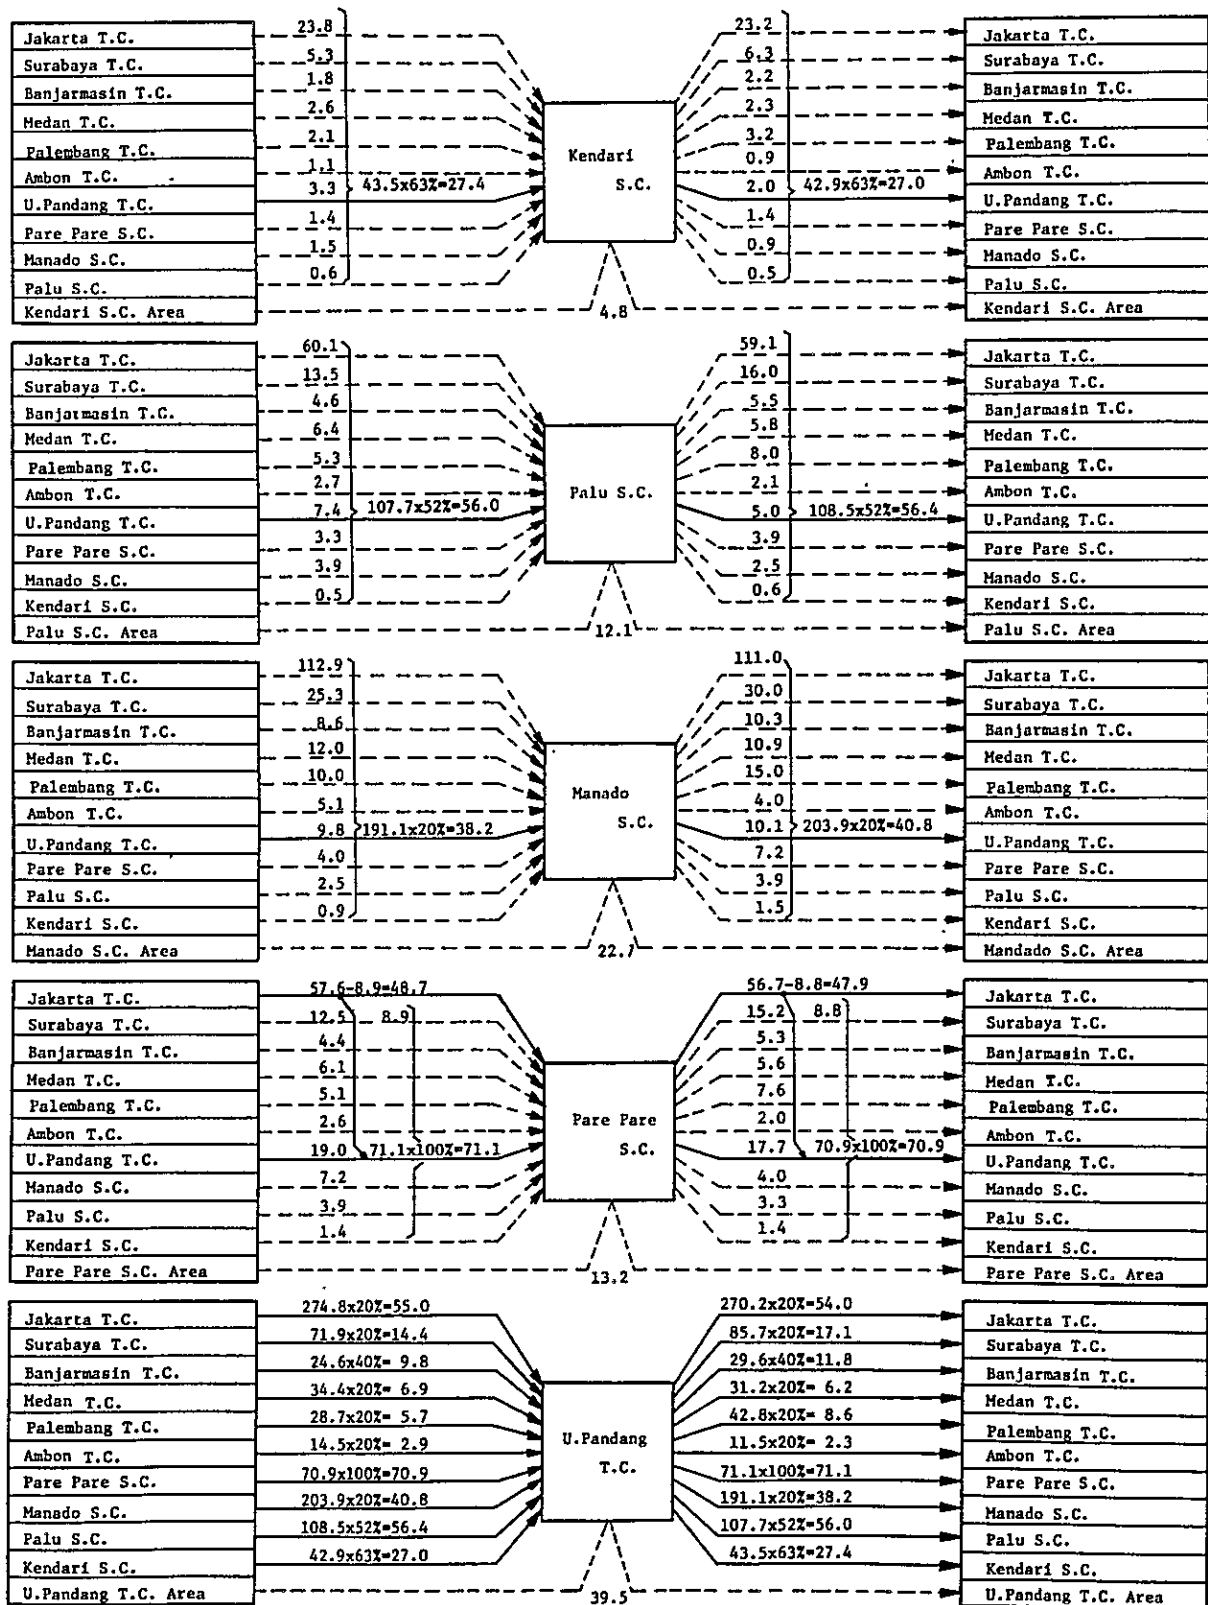 Jakarta T.C. 23.8 23.2 Jakarta T.C.
Surabaya T.C. 5.3 6.3 Surabaya T.C.
Banjarmasin T.C. 1.8 2.2 Banjarmasin T.C.
Medan T.C. 2.6 2.3 Medan T.C.
Palembang T.C. 2.1 Kendari 3.2 Palembang T.C.
Ambon T.C. 1.1 S.C. 0.9 Ambon T.C.
U.Pandang T.C. 3.3 43.5x63%=27.4 2.0 42.9x63%=27.0 U.Pandang T.C.
Pare Pare S.C. 1.4 1.4 Pare Pare S.C.
Manado S.C. 1.5 0.9 Manado S.C.
Palu S.C. 0.6 0.5 Palu S.C.
Kendari S.C. Area 4.8 Kendari S.C. Area
Jakarta T.C. 60.1 59.1 Jakarta T.C.
Surabaya T.C. 13.5 16.0 Surabaya T.C.
Banjarmasin T.C. 4.6 5.5 Banjarmasin T.C.
Medan T.C. 6.4 5.8 Medan T.C.
Palembang T.C. 5.3 8.0 Palembang T.C.
Ambon T.C. 2.7 Palu S.C. 2.1 Ambon T.C.
U.Pandang T.C. 7.4 107.7x52%=56.0 5.0 108.5x52%=56.4 U.Pandang T.C.
Pare Pare S.C. 3.3 3.9 Pare Pare S.C.
Manado S.C. 3.9 2.5 Manado S.C.
Kendari S.C. 0.5 0.6 Kendari S.C.
Palu S.C. Area 12.1 Palu S.C. Area
Jakarta T.C. 112.9 111.0 Jakarta T.C.
Surabaya T.C. 25.3 30.0 Surabaya T.C.
Banjarmasin T.C. 8.6 10.3 Banjarmasin T.C.
Medan T.C. 12.0 10.9 Medan T.C.
Palembang T.C. 10.0 Manado 15.0 Palembang T.C.
Ambon T.C. 5.1 S.C. 4.0 Ambon T.C.
U.Pandang T.C. 9.8 191.1x20%=38.2 10.1 203.9x20%=40.8 U.Pandang T.C.
Pare Pare S.C. 4.0 7.2 Pare Pare S.C.
Palu S.C. 2.5 3.9 Palu S.C.
Kendari S.C. 0.9 1.5 Kendari S.C.
Manado S.C. Area 22.7 Mandado S.C. Area
Jakarta T.C. 57.6-8.9=48.7 56.7-8.8=47.9 Jakarta T.C.
Surabaya T.C. 12.5 8.9 15.2 8.8 Surabaya T.C.
Banjarmasin T.C. 4.4 5.3 Banjarmasin T.C.
Medan T.C. 6.1 5.6 Medan T.C.
Palembang T.C. 5.1 Pare Pare 7.6 Palembang T.C.
Ambon T.C. 2.6 S.C. 2.0 Ambon T.C.
U.Pandang T.C. 19.0 71.1x100%=71.1 17.7 70.9x100%=70.9 U.Pandang T.C.
Manado S.C. 7.2 4.0 Manado S.C.
Palu S.C. 3.9 3.3 Palu S.C.
Kendari S.C. 1.4 1.4 Kendari S.C.
Pare Pare S.C. Area 13.2 Pare Pare S.C. Area
Jakarta T.C. 274.8x20%=55.0 270.2x20%=54.0 Jakarta T.C.
Surabaya T.C. 71.9x20%=14.4 85.7x20%=17.1 Surabaya T.C.
Banjarmasin T.C. 24.6x40%= 9.8 29.6x40%=11.8 Banjarmasin T.C.
Medan T.C. 34.4x20%= 6.9 31.2x20%= 6.2 Medan T.C.
Palembang T.C. 28.7x20%= 5.7 U.Pandang 42.8x20%= 8.6 Palembang T.C.
Ambon T.C. 14.5x20%= 2.9 T.C. 11.5x20%= 2.3 Ambon T.C.
Pare Pare S.C. 70.9x100%=70.9 71.1x100%=71.1 Pare Pare S.C.
Manado S.C. 203.9x20%=40.8 191.1x20%=38.2 Manado S.C.
Palu S.C. 108.5x52%=56.4 107.7x52%=56.0 Palu S.C.
Kendari S.C. 42.9x63%=27.0 43.5x63%=27.4 Kendari S.C.
U.Pandang T.C. Area 39.5 U.Pandang T.C. Area